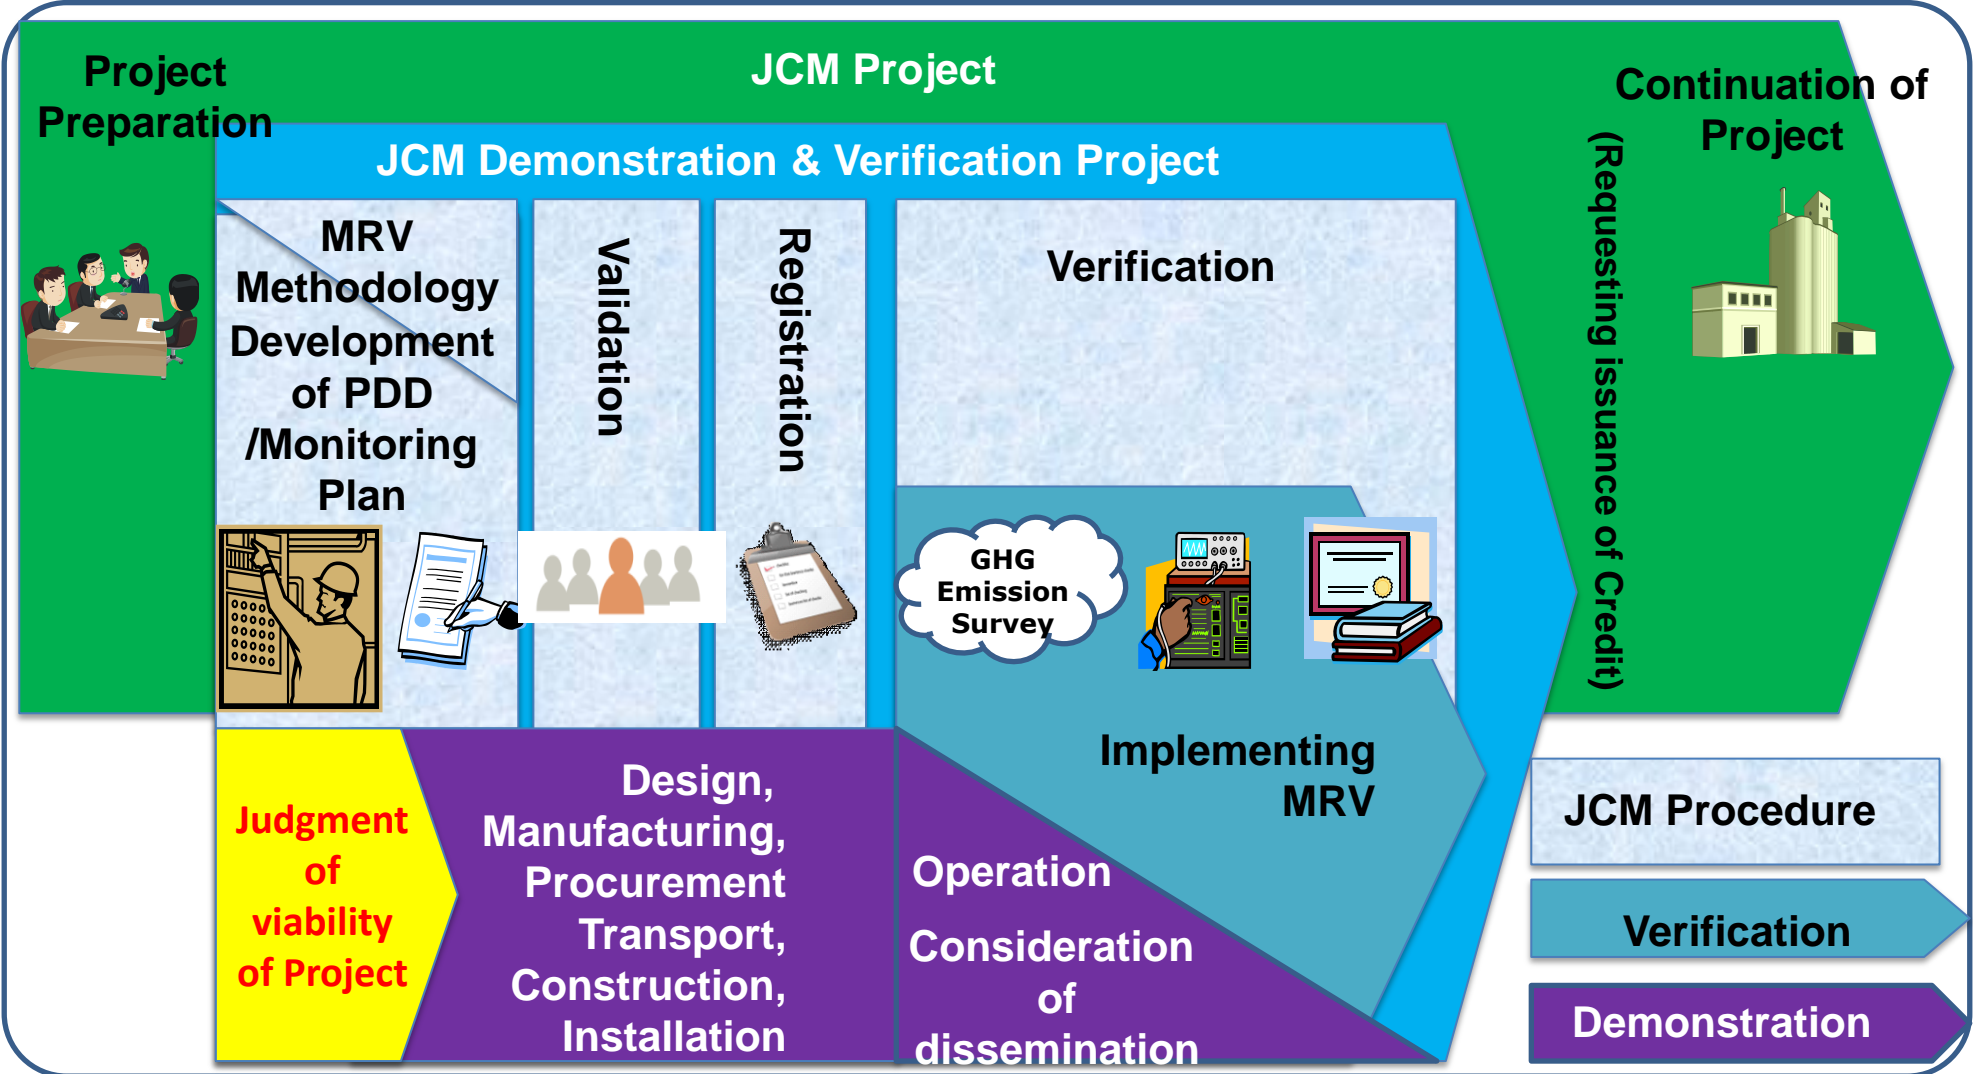 Project
Preparation
JCM Project
Continuation of
Project
(Requesting issuance of Credit)
JCM Demonstration & Verification Project
MRV
Methodology
Development
of PDD
/Monitoring
Plan
Validation
Registration
Verification
GHG
Emission
Survey
Implementing
MRV
Judgment
of
viability
of Project
Design,
Manufacturing,
Procurement
Transport,
Construction,
Installation
Operation
Consideration
of
dissemination
JCM Procedure
Verification
Demonstration